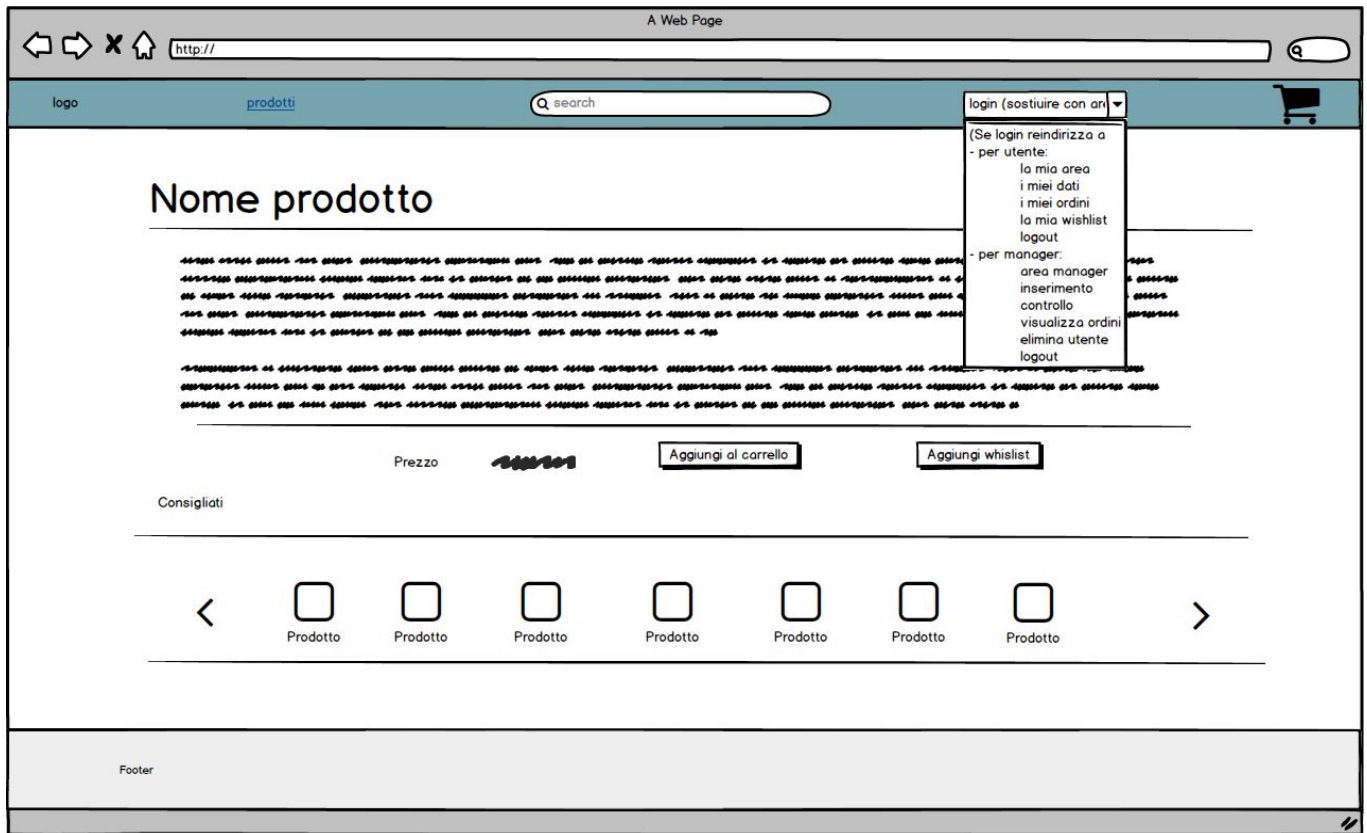 A Web Page
http://
logo
prodotti
search
login (sostiuire con are
(Se login reindirizza a
- per utente:
la mia area
i miei dati
i miei ordini
la mia wishlist
logout
- per manager:
area manager
inserimento
controllo
visualizza ordini
elimina utente
logout
Nome prodotto
Prezzo
Aggiungi al carrello
Aggiungi whislist
Consigliati
Prodotto
Prodotto
Prodotto
Prodotto
Prodotto
Prodotto
Prodotto
Footer